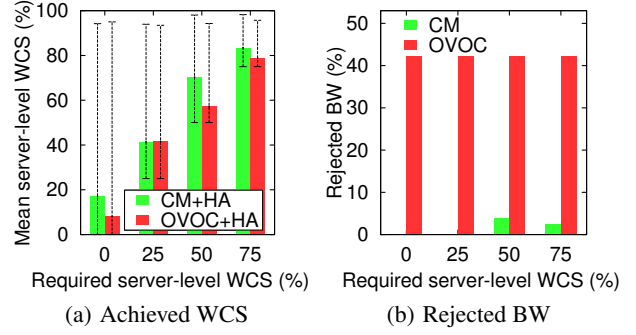 Mean server-level WCS (%)
100
80
60
40
20
0
CM+HA
OVOC+HA
0 25 50 75
Required server-level WCS (%)
(a) Achieved WCS
Rejected BW (%)
50
40
30
20
10
0
CM
OVOC
0 25 50 75
Required server-level WCS (%)
(b) Rejected BW